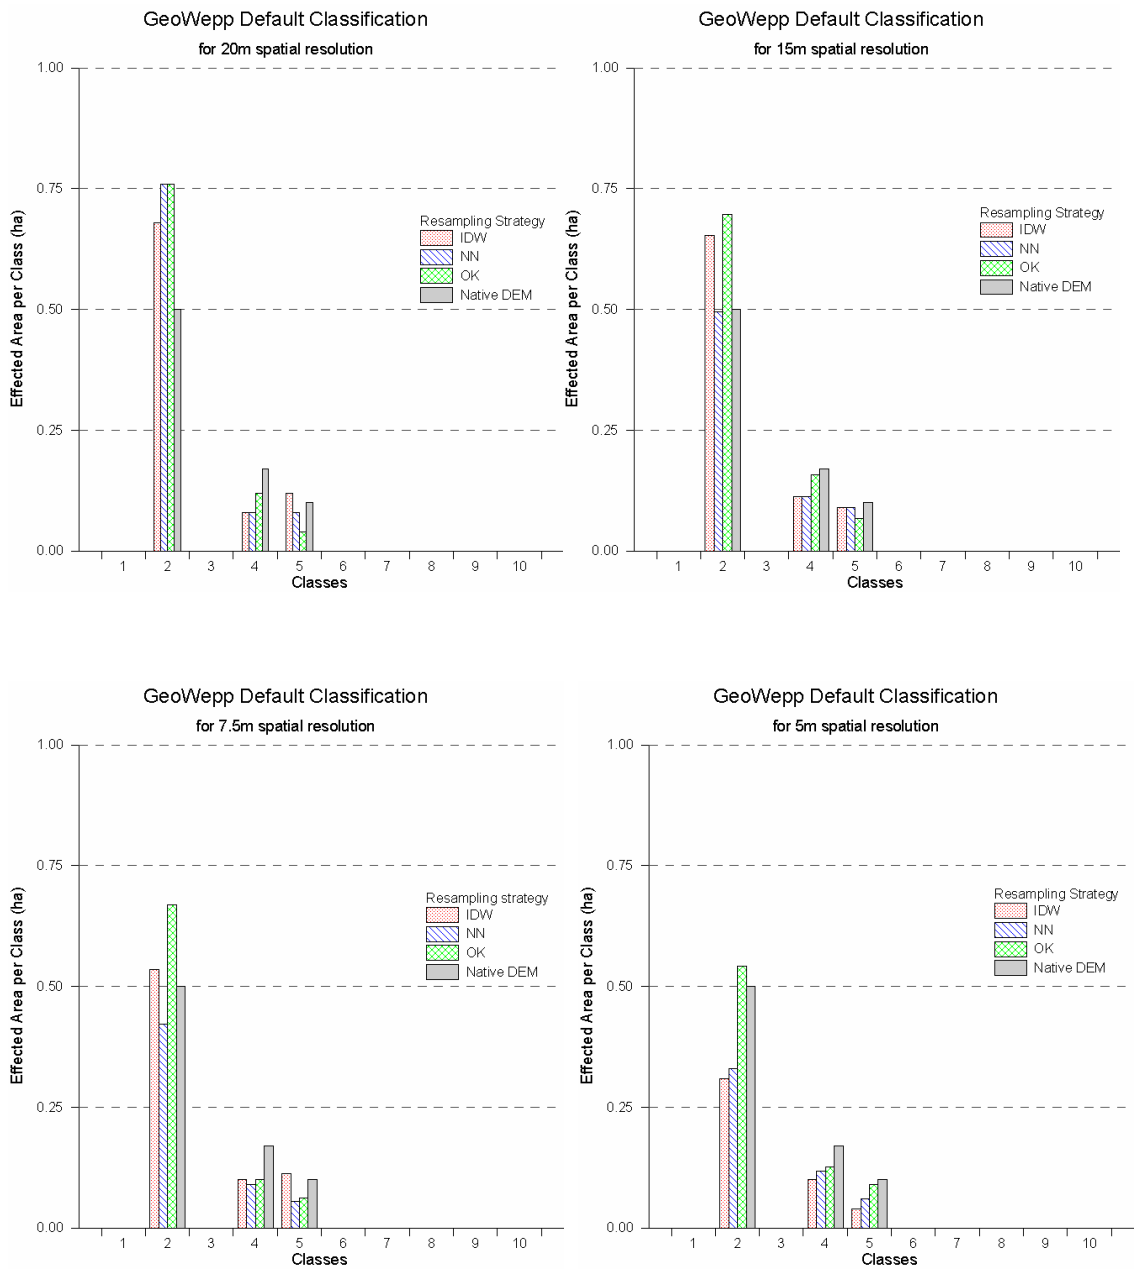 GeoWepp Default Classification
for 20m spatial resolution
1.00
0.75
0.50
0.25
0.00
Effected Area per Class (ha)
Resampling Strategy
IDW
NN
OK
Native DEM
1 2 3 4 5 6 7 8 9 10
Classes
GeoWepp Default Classification
for 15m spatial resolution
1.00
0.75
0.50
0.25
0.00
Effected Area per Class (ha)
Resampling Strategy
IDW
NN
OK
Native DEM
1 2 3 4 5 6 7 8 9 10
Classes
GeoWepp Default Classification
for 7.5m spatial resolution
1.00
0.75
0.50
0.25
0.00
Effected Area per Class (ha)
Resampling strategy
IDW
NN
OK
Native DEM
1 2 3 4 5 6 7 8 9 10
Classes
GeoWepp Default Classification
for 5m spatial resolution
1.00
0.75
0.50
0.25
0.00
Effected Area per Class (ha)
Resampling Strategy
IDW
NN
OK
Native DEM
1 2 3 4 5 6 7 8 9 10
Classes